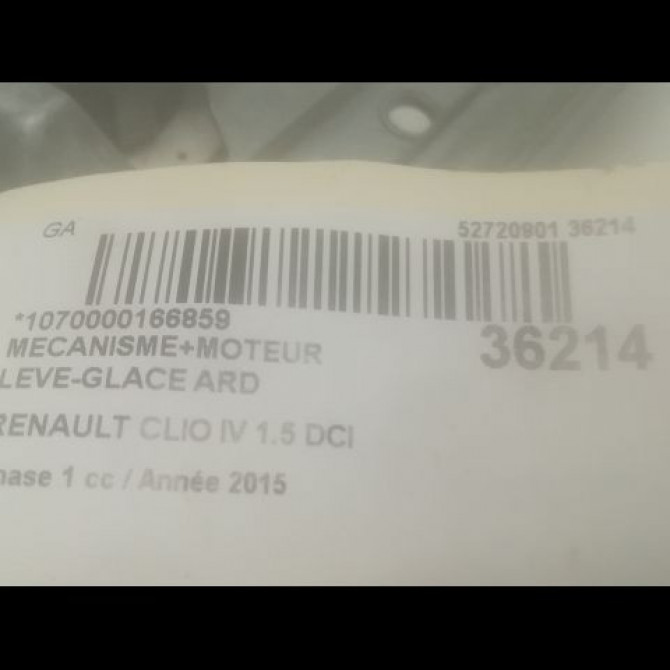 GA
52720901 36214
*1070000166859
36214
MECANISME+MOTEUR
LEVE-GLACE ARD
RENAULT CLIO IV 1.5 DCI
hase 1 cc / Année 2015